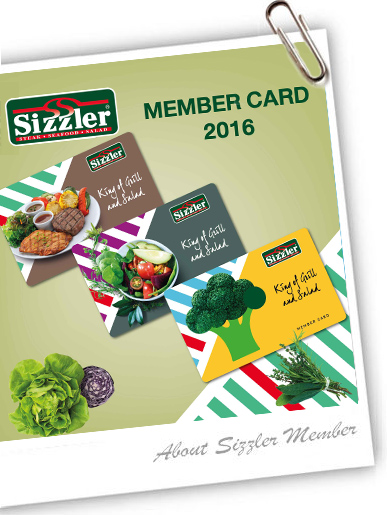 Sizzler®
STEAK • SEAFOOD • SALAD
MEMBER CARD
2016
Sizzler
King of Grill
and Salad
Sizzler
King of Grill
and Salad
Sizzler
King of Grill
and Salad
MEMBER CARD
About Sizzler Member